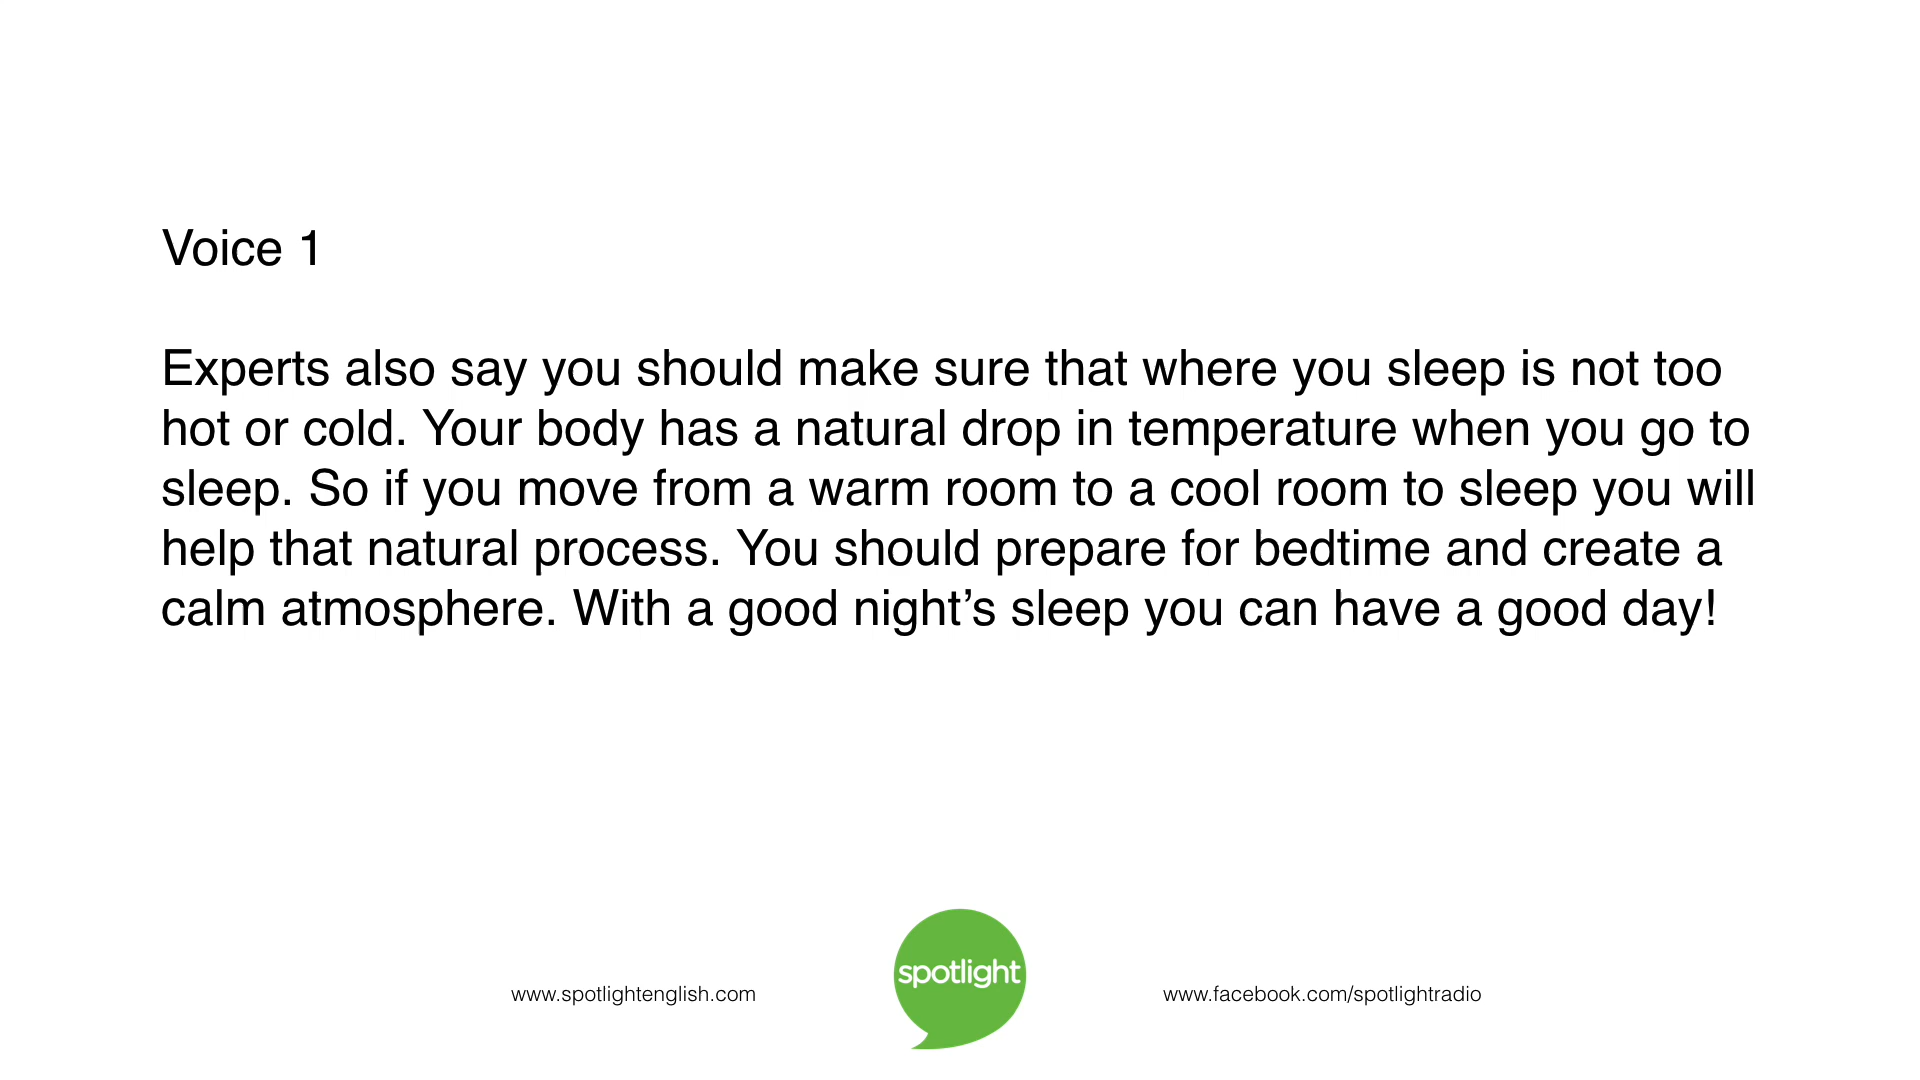 Voice 1
Experts also say you should make sure that where you sleep is not too
hot or cold. Your body has a natural drop in temperature when you go to
sleep. So if you move from a warm room to a cool room to sleep you will
help that natural process. You should prepare for bedtime and create a
calm atmosphere. With a good night’s sleep you can have a good day!
spotlight
www.spotlightenglish.com
www.facebook.com/spotlightradio